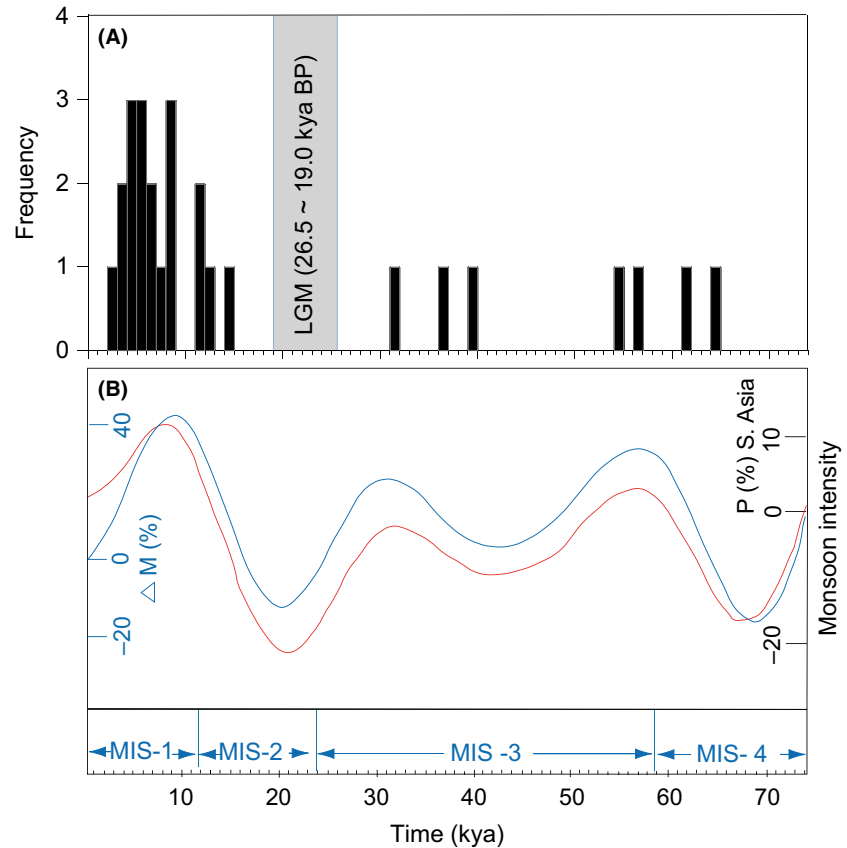 (A)
4
3
2
1
0
Frequency
LGM (26.5 ~ 19.0 kya BP)
(B)
40
0
−20
△ M (%)
P (%) S. Asia
10
0
−20
Monsoon intensity
MIS-1
MIS-2
MIS -3
MIS- 4
10 20 30 40 50 60 70
Time (kya)